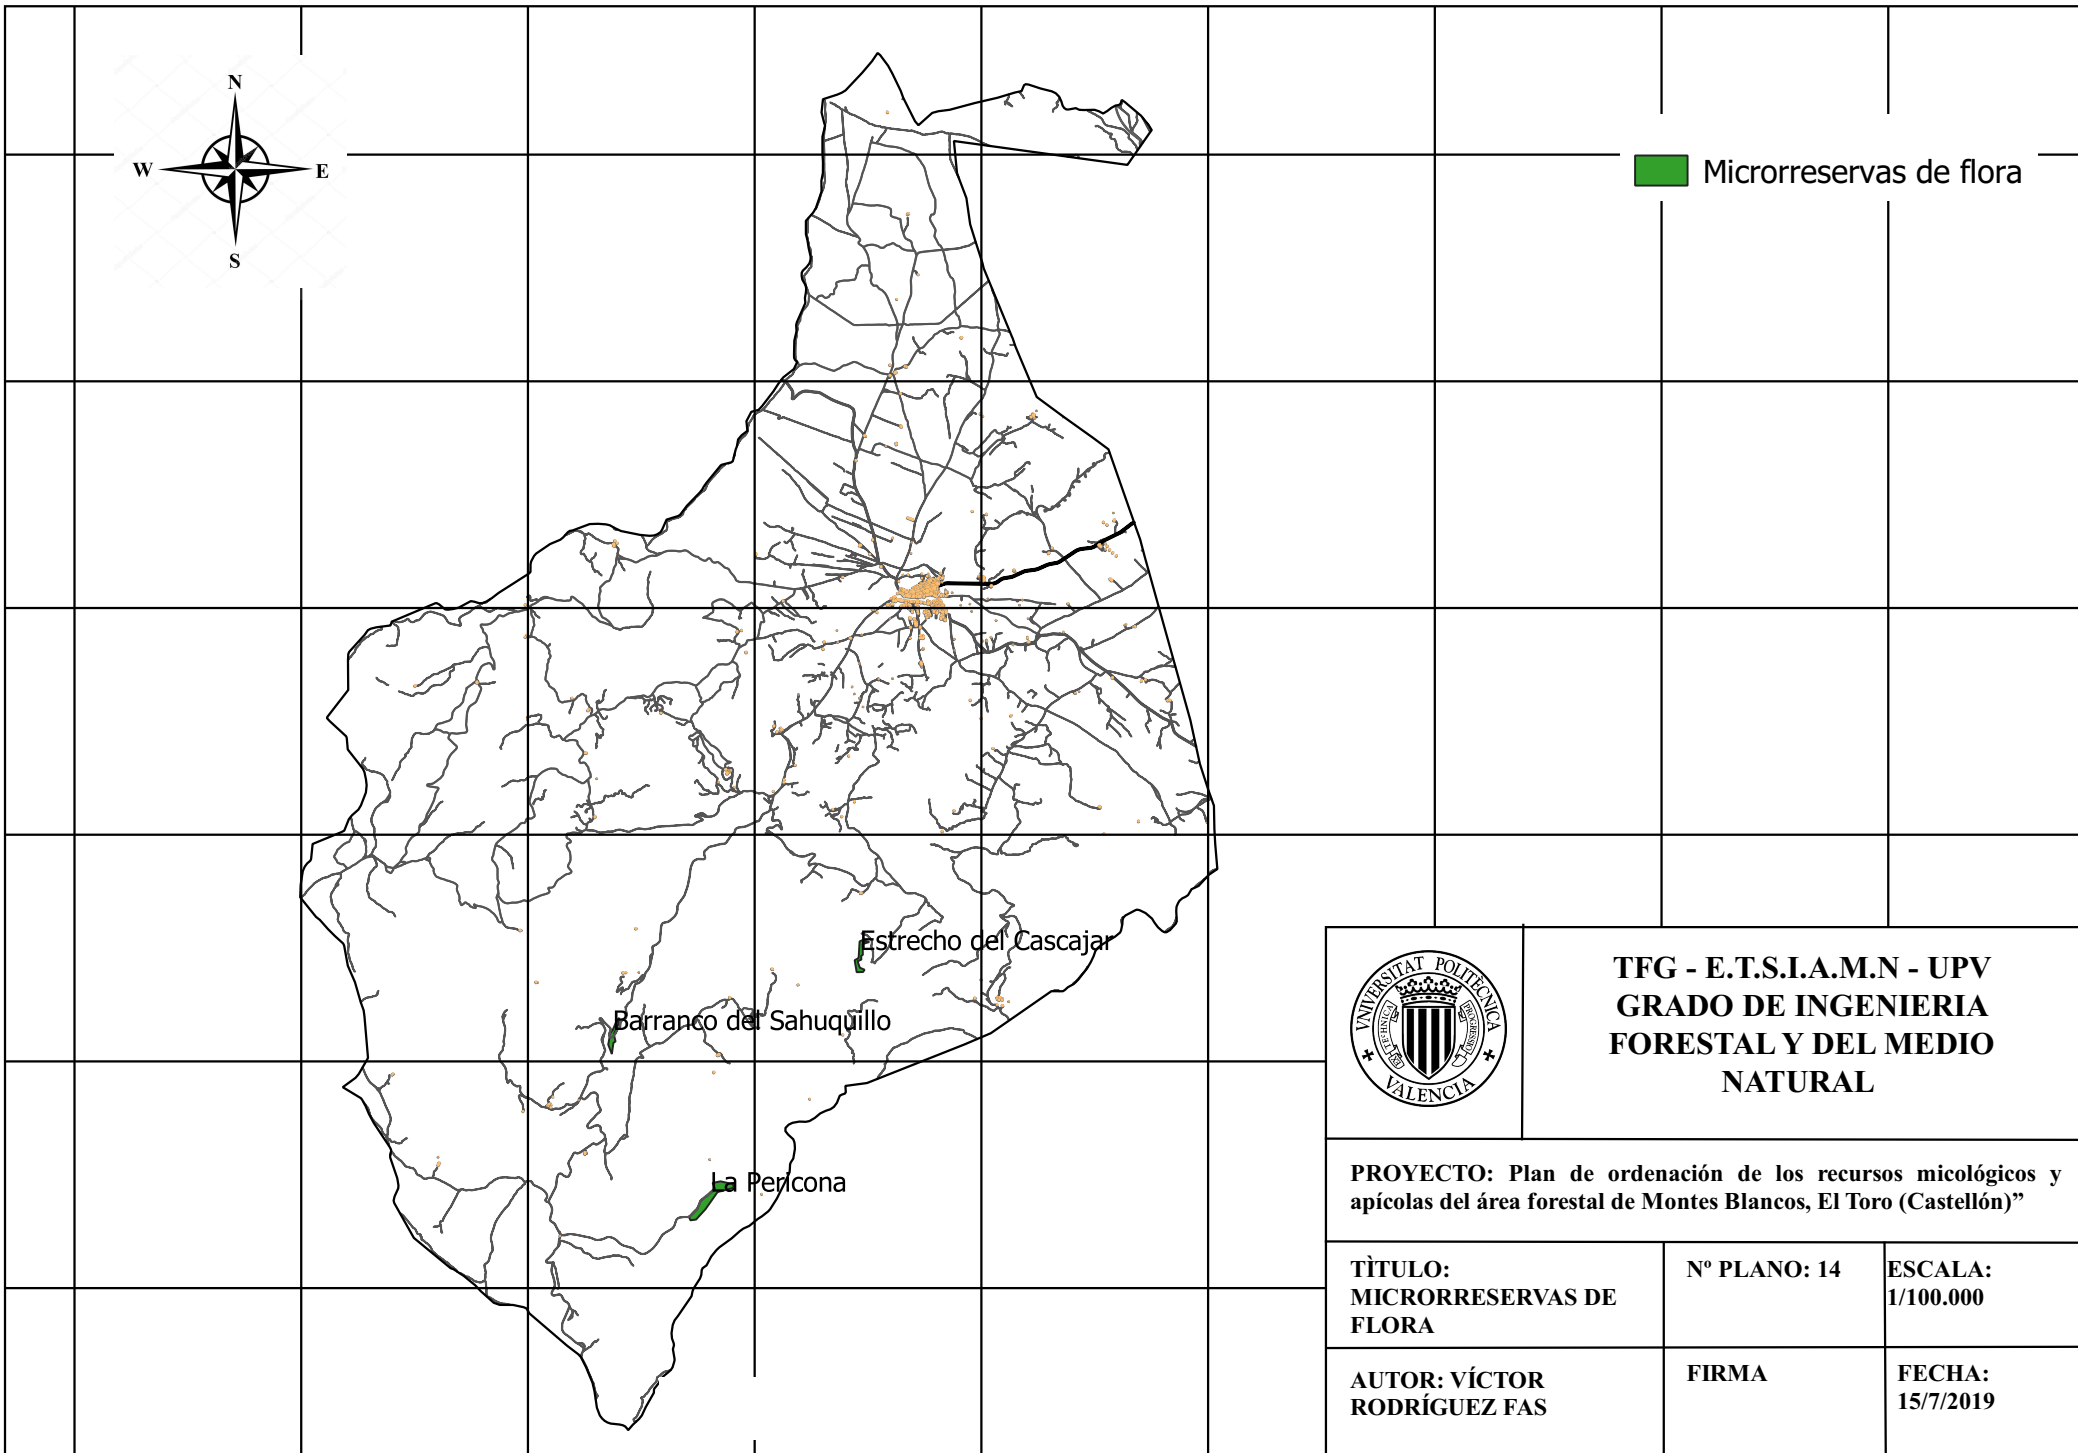 N
W
E
S
Microrreservas de flora
Estrecho del Cascajar
Barranco del Sahuquillo
La Pericona
VNIVERSITAT POLITÈCNICA
VALENCIA
TFG - E.T.S.I.A.M.N - UPV
GRADO DE INGENIERIA
FORESTAL Y DEL MEDIO
NATURAL
PROYECTO: Plan de ordenación de los recursos micológicos y
apícolas del área forestal de Montes Blancos, El Toro (Castellón)”
TÌTULO:
MICRORRESERVAS DE
FLORA
Nº PLANO: 14
ESCALA:
1/100.000
AUTOR: VÍCTOR
RODRÍGUEZ FAS
FIRMA
FECHA:
15/7/2019